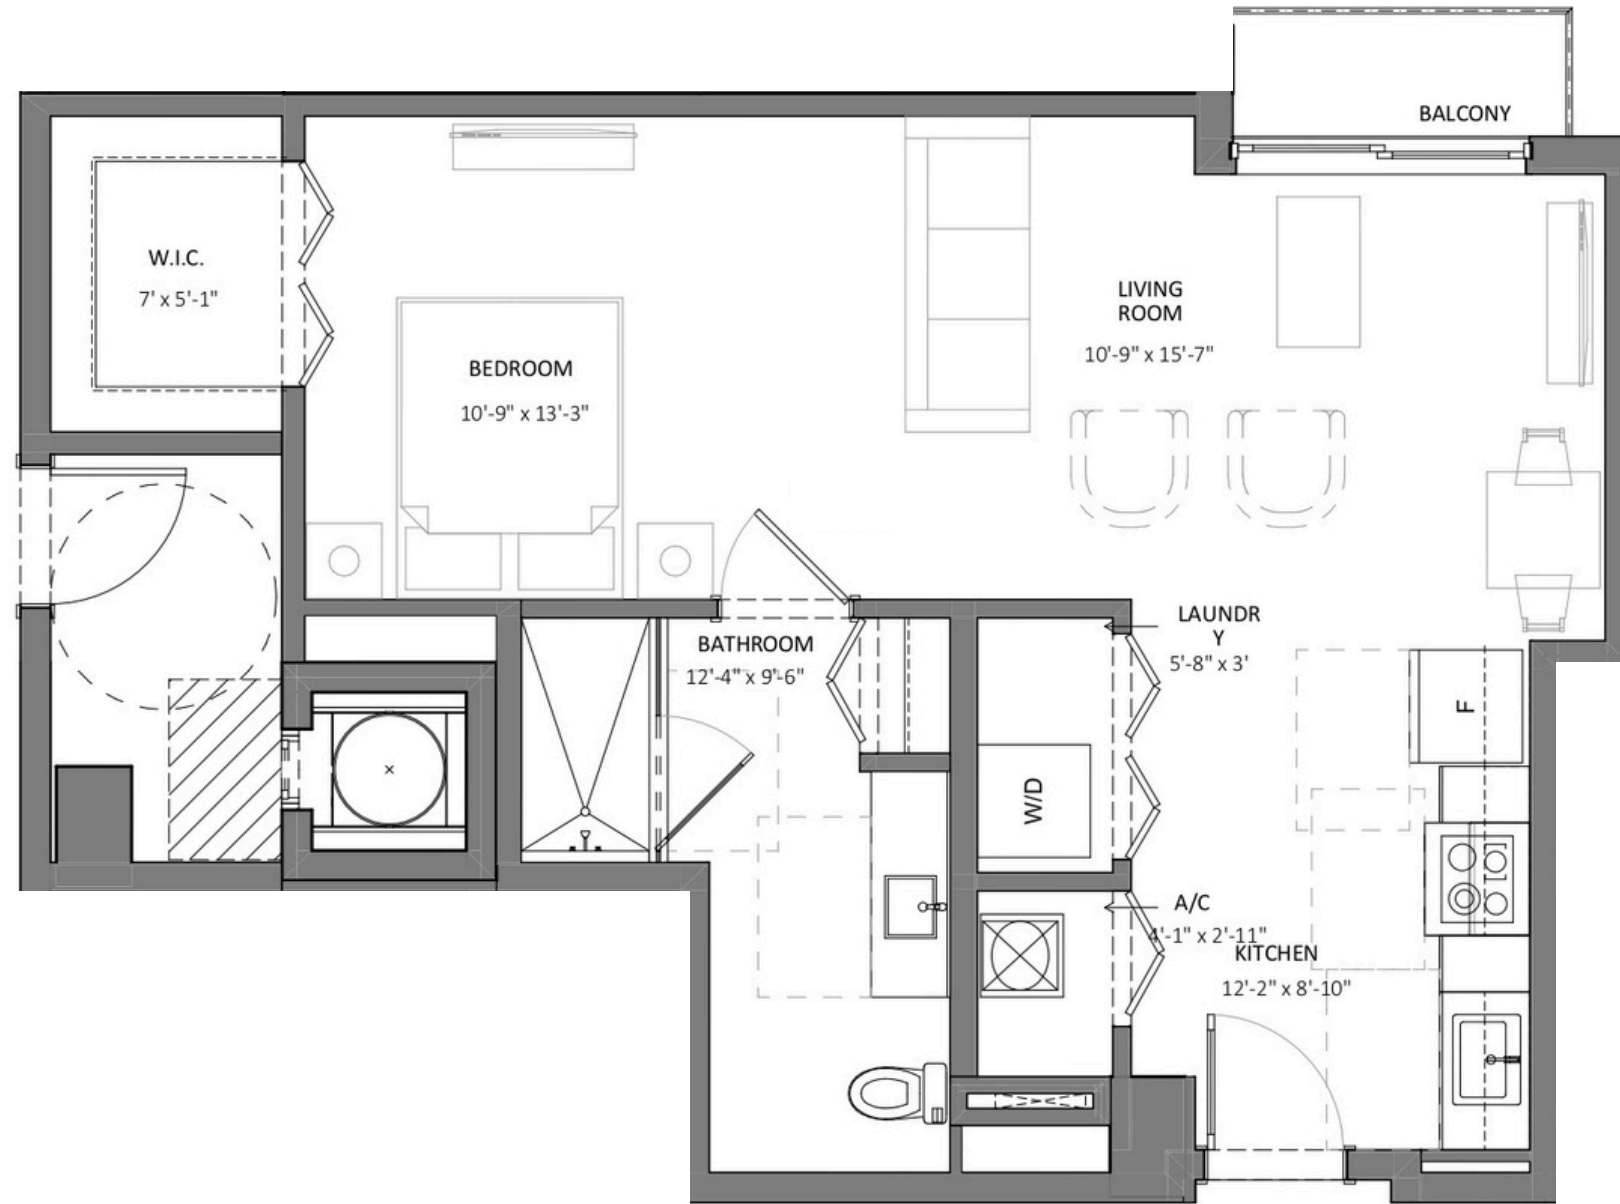 BALCONY
W.I.C.
7' x 5'-1"
LIVING
ROOM
10'-9" x 15'-7"
BEDROOM
10'-9" x 13'-3"
LAUNDR
Y
5'-8" x 3'
BATHROOM
12'-4" x 9'-6"
F
W/D
A/C
4'-1" x 2'-11"
KITCHEN
12'-2" x 8'-10"